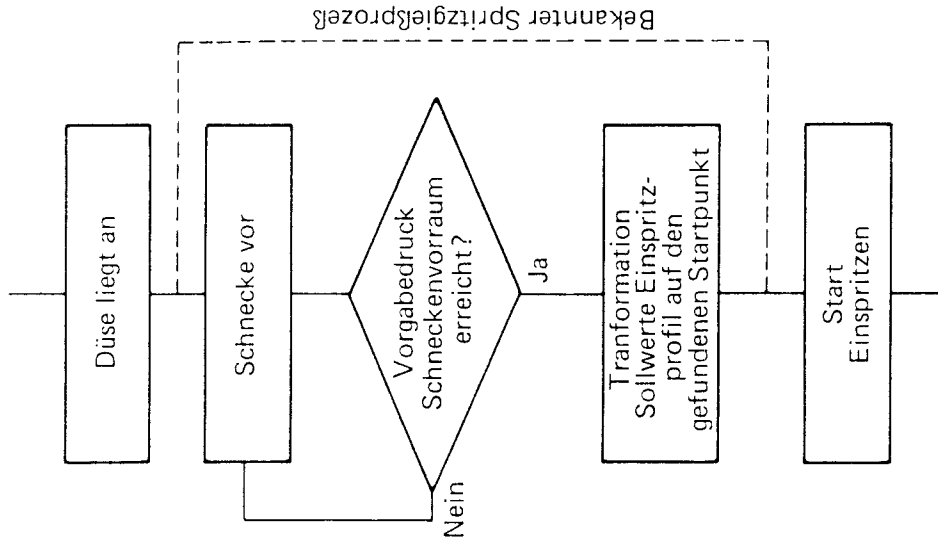 Düse liegt an
Schnecke vor
Vorgabedruck
Schneckenvorraum
erreicht?
Nein
Ja
Tranformation
Sollwerte Einspritz-
profil auf den
gefundenen Startpunkt
Start
Einspritzen
Bekannter Spritzgießprozeß